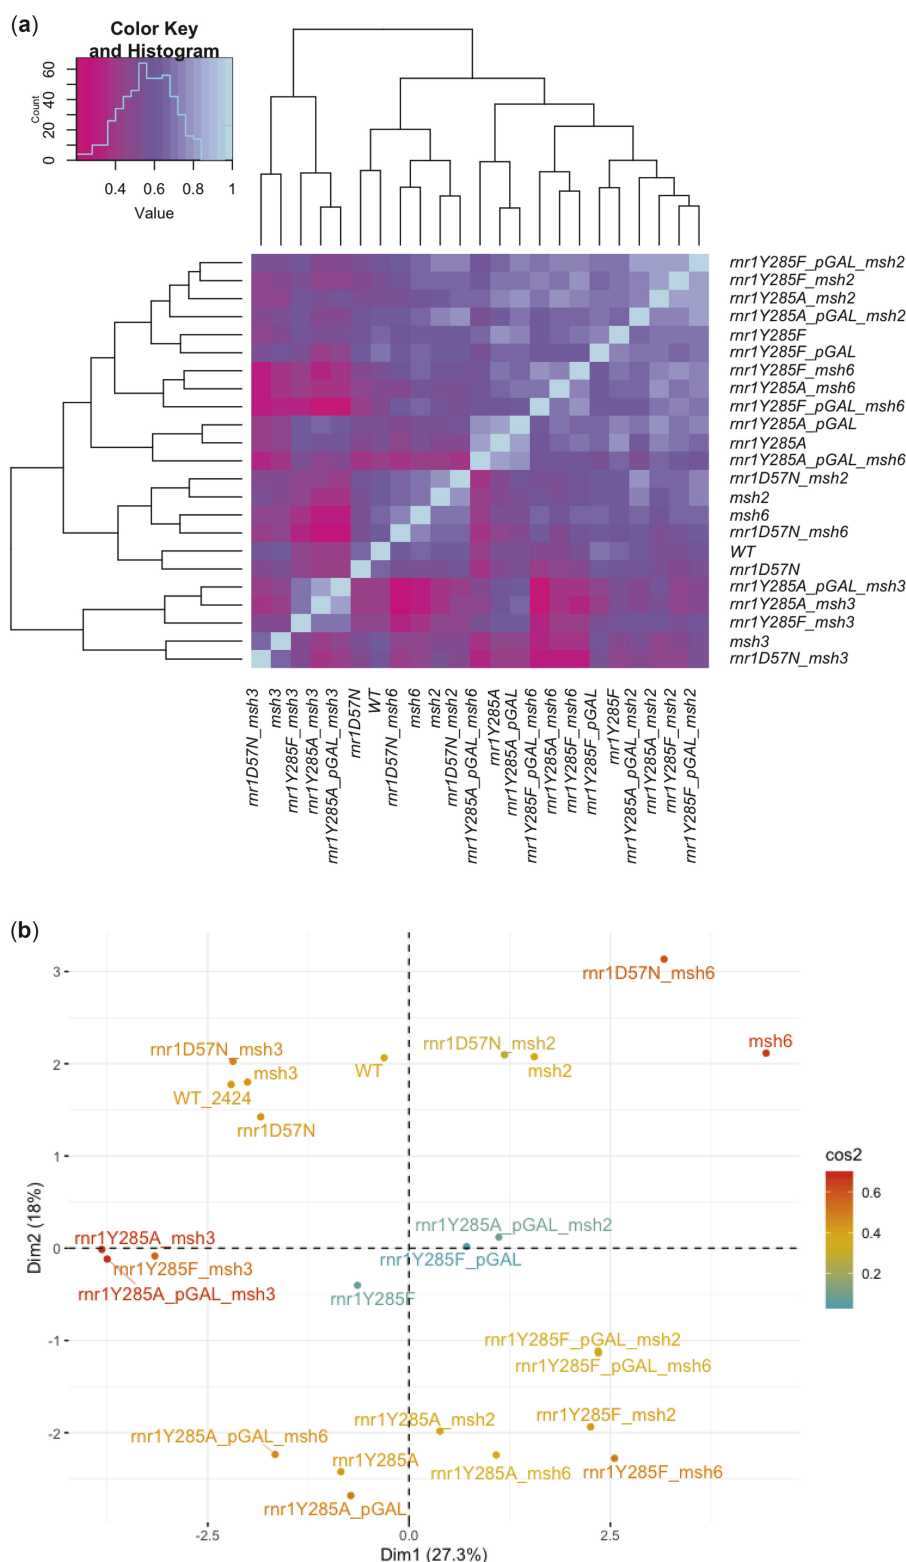 (a)
Color Key
and Histogram
Count
0
20
40
60
0.4
0.6
0.8
1
Value
rnr1Y285F_pGAL_msh2
rnr1Y285F_msh2
rnr1Y285A_msh2
rnr1Y285A_pGAL_msh2
rnr1Y285F
rnr1Y285F_pGAL
rnr1Y285F_msh6
rnr1Y285A_msh6
rnr1Y285F_pGAL_msh6
rnr1Y285A_pGAL
rnr1Y285A
rnr1Y285A_pGAL_msh6
rnr1D57N_msh2
msh2
msh6
rnr1D57N_msh6
WT
rnr1D57N
rnr1Y285A_pGAL_msh3
rnr1Y285A_msh3
rnr1Y285F_msh3
msh3
rnr1D57N_msh3
rnr1D57N_msh3
msh3
rnr1Y285F_msh3
rnr1Y285A_msh3
rnr1Y285A_pGAL_msh3
rnr1D57N
WT
rnr1D57N_msh6
msh6
msh2
rnr1D57N_msh2
rnr1Y285A_pGAL_msh6
rnr1Y285A
rnr1Y285A_pGAL
rnr1Y285F_pGAL_msh6
rnr1Y285A_msh6
rnr1Y285F_msh6
rnr1Y285F_pGAL
rnr1Y285F
rnr1Y285A_pGAL_msh2
rnr1Y285A_msh2
rnr1Y285F_msh2
rnr1Y285F_pGAL_msh2
(b)
Dim2 (18%)
3
2
1
0
-1
-2
rnr1D57N_msh6
msh6
rnr1D57N_msh2
msh2
WT
rnr1D57N_msh3
msh3
WT_2424
rnr1D57N
rnr1Y285A_pGAL_msh2
rnr1Y285A_msh3
rnr1Y285F_pGAL
rnr1Y285F_msh3
rnr1Y285A_pGAL_msh3
rnr1Y285F
rnr1Y285F_pGAL_msh2
rnr1Y285F_pGAL_msh6
rnr1Y285F_msh2
rnr1Y285A_msh2
rnr1Y285A_pGAL_msh6
rnr1Y285A
rnr1Y285A_msh6
rnr1Y285F_msh6
rnr1Y285A_pGAL
-2.5
0.0
2.5
Dim1 (27.3%)
cos2
0.6
0.4
0.2